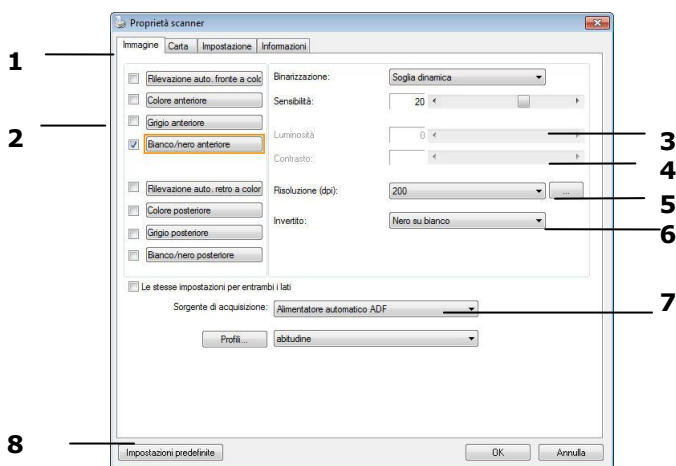 Proprietà scanner
Immagine Carta Impostazione Informazioni
1
Rilevazione auto. fronte a colo
Binarizzazione: Soglia dinamica
Colore anteriore
Sensibilità: 20
Grigio anteriore
2
Luminosità 0
3
Bianco/nero anteriore
Contrasto:
4
Rilevazione auto. retro a color
Risoluzione (dpi): 200 ...
5
Colore posteriore
Invertito: Nero su bianco
6
Grigio posteriore
Bianco/nero posteriore
Le stesse impostazioni per entrambi i lati
Sorgente di acquisizione: Alimentatore automatico ADF
7
Profili... abitudine
8
Impostazioni predefinite OK Annulla